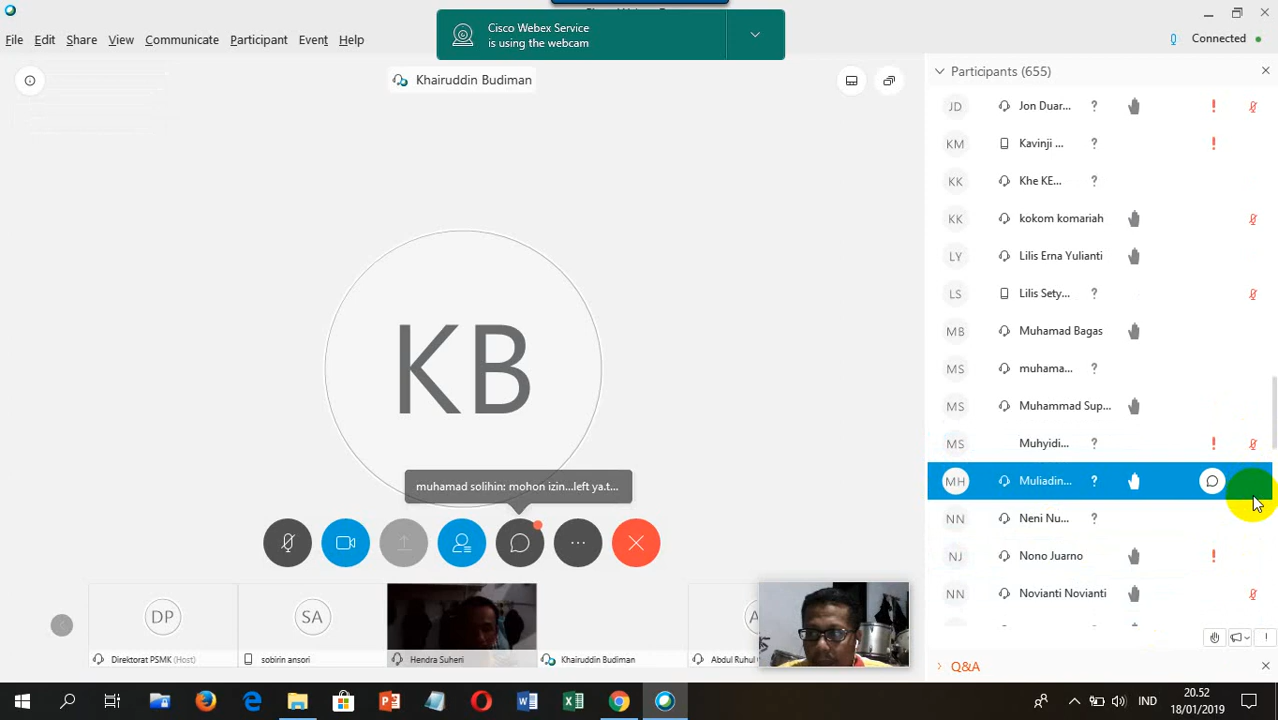 Cisco Webex Service
is using the webcam
File Edit Share View Communicate Participant Event Help
Connected
Khairuddin Budiman
Participants (655)
JD Jon Duar... ?
KM Kavinji ... ?
KK Khe KE... ?
KK kokom komariah
LY Lilis Erna Yulianti
LS Lilis Sety... ?
MB Muhamad Bagas
MS muhama... ?
MS Muhammad Sup...
MS Muhyidi... ?
MH Muliadin... ?
NN Neni Nu... ?
NJ Nono Juarno
NN Novianti Novianti
KB
muhamad solihin: mohon izin...left ya.t...
DP
SA
Direktorat PSMK (Host)
sobirin ansori
Hendra Suheri
Khairuddin Budiman
Abdul Ruhul
Q&A
IND
20.52
18/01/2019